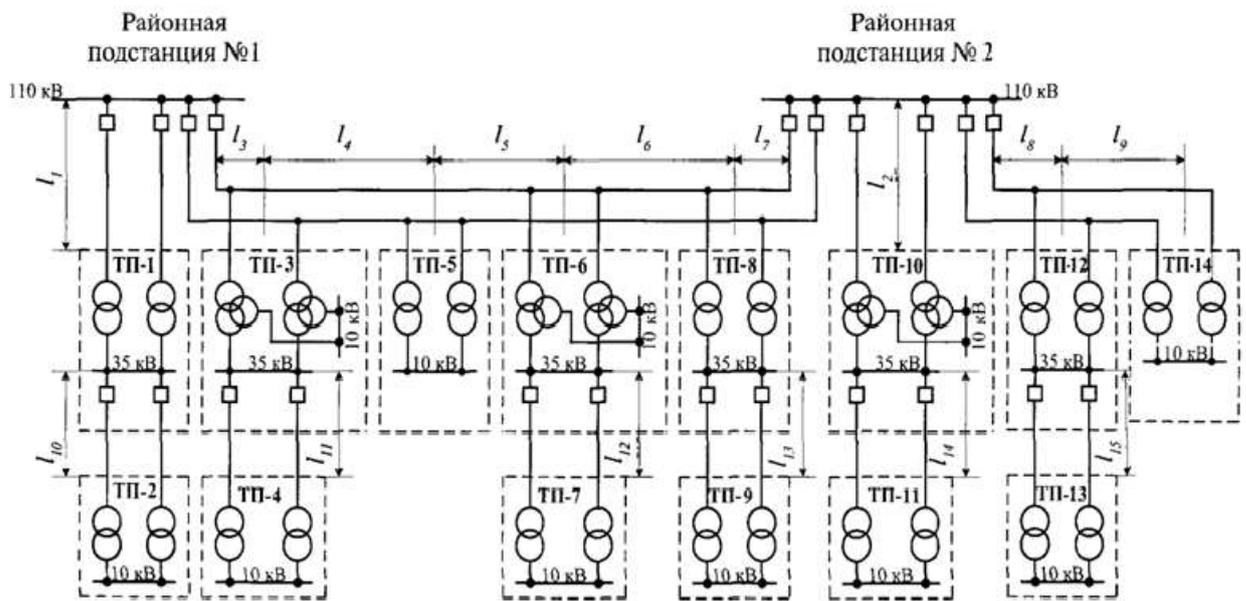 Районная
подстанция №1
Районная
подстанция № 2
110 кВ
110 кВ
l3
l4
l5
l6
l7
l8
l9
l1
l2
ТП-1
ТП-3
ТП-5
ТП-6
ТП-8
ТП-10
ТП-12
ТП-14
10 кВ
10 кВ
10 кВ
35 кВ
35 кВ
10 кВ
35 кВ
35 кВ
35 кВ
35 кВ
10 кВ
l10
l11
l12
l13
l14
l15
ТП-2
ТП-4
ТП-7
ТП-9
ТП-11
ТП-13
10 кВ
10 кВ
10 кВ
10 кВ
10 кВ
10 кВ